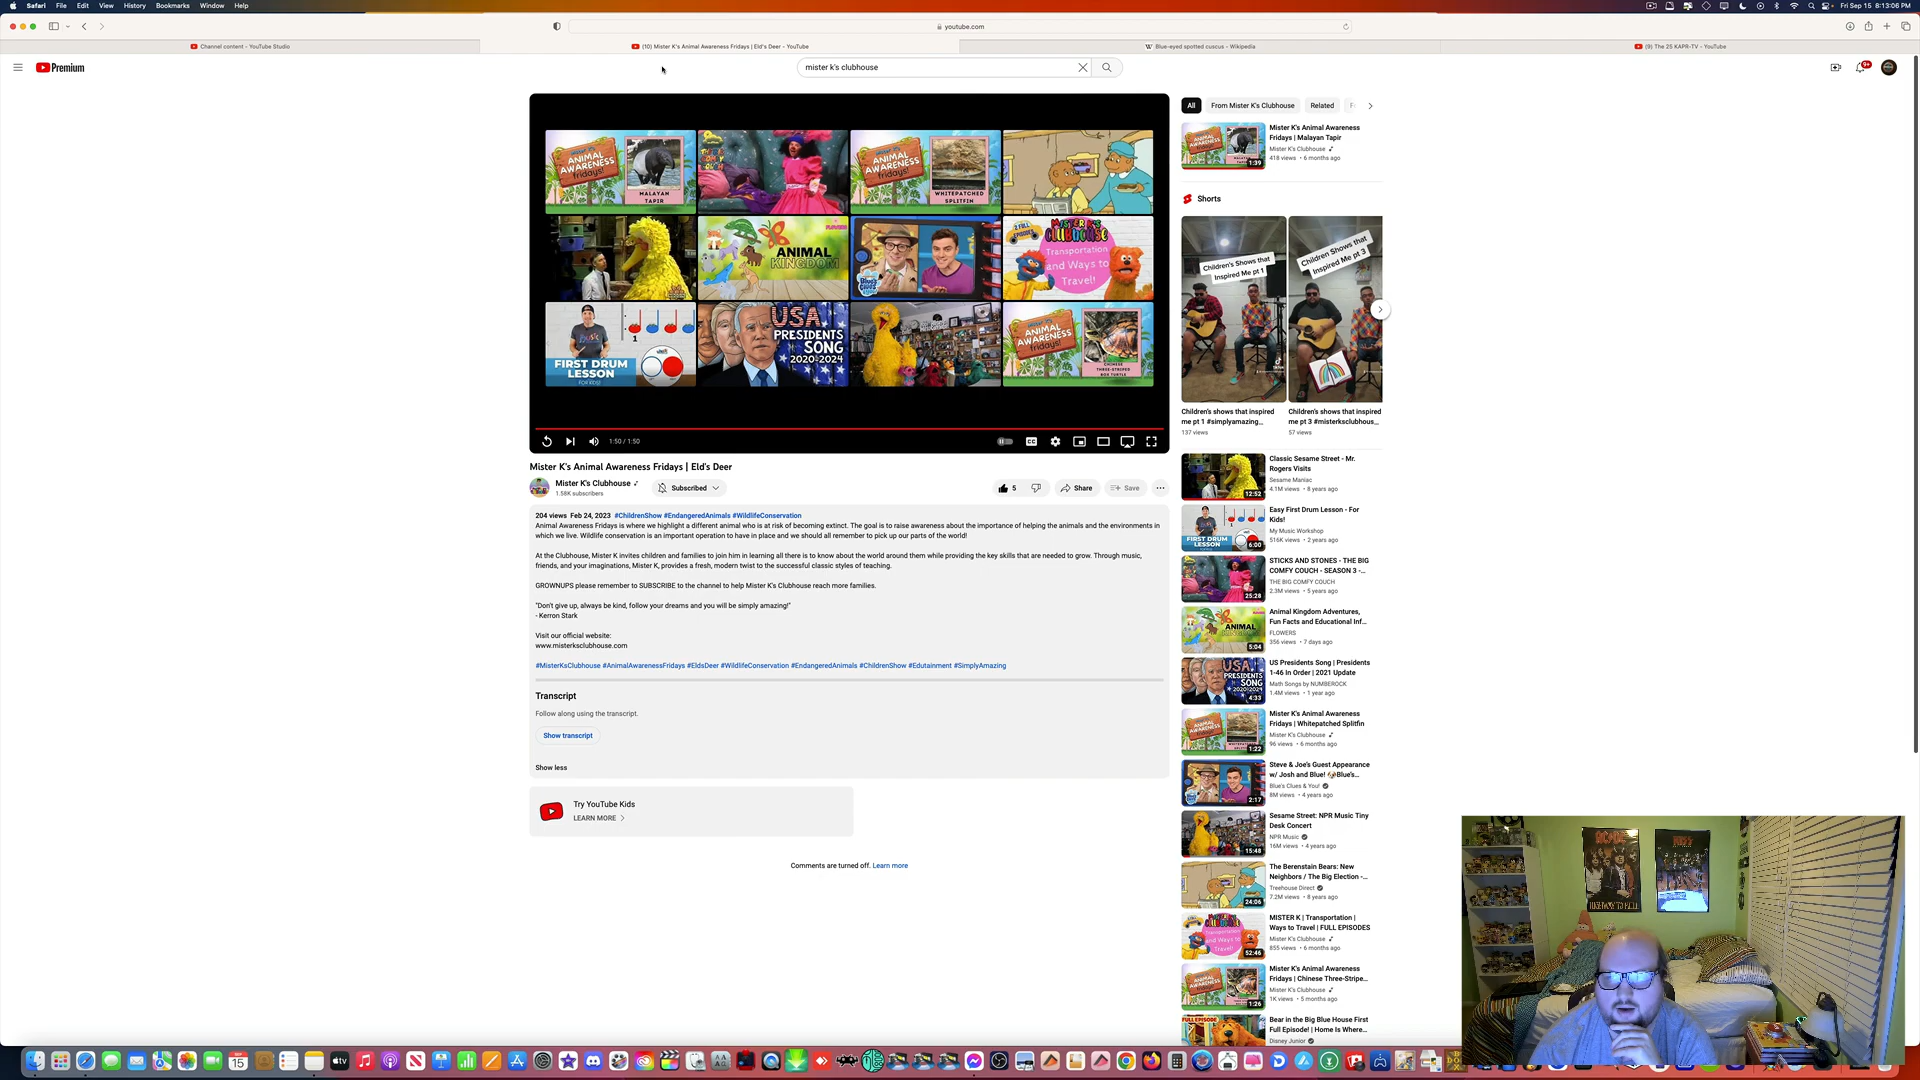 Safari File Edit View History Bookmarks Window Help
Fri Sep 15 8:13:06 PM
youtube.com
Channel content - YouTube Studio
(10) Mister K's Animal Awareness Fridays | Eld's Deer - YouTube
Blue-eyed spotted cuscus - Wikipedia
(9) The 25 KAPR-TV - YouTube
Premium
mister k's clubhouse
9+
ANIMAL AWARENESS fridays!
MALAYAN TAPIR
ANIMAL AWARENESS fridays!
WHITEPATCHED SPLITFIN
ANIMAL KINGDOM
2 FULL EPISODES
MISTER K'S CLUBHOUSE
Transportation and Ways to Travel!
1
FIRST DRUM LESSON
FOR KIDS!
USA PRESIDENTS SONG 2020-2024
ANIMAL AWARENESS fridays!
CHINESE THREE-STRIPED BOX TURTLE
1:50 / 1:50
Mister K's Animal Awareness Fridays | Eld's Deer
Mister K's Clubhouse
1.58K subscribers
Subscribed
5
Share
Save
204 views Feb 24, 2023 #ChildrenShow #EndangeredAnimals #WildlifeConservation
Animal Awareness Fridays is where we highlight a different animal who is at risk of becoming extinct. The goal is to raise awareness about the importance of helping the animals and the environments in
which we live. Wildlife conservation is an important operation to have in place and we should all remember to pick up our parts of the world!
At the Clubhouse, Mister K invites children and families to join him in learning all there is to know about the world around them while providing the key skills that are needed to grow. Through music,
friends, and your imaginations, Mister K, provides a fresh, modern twist to the successful classic styles of teaching.
GROWNUPS please remember to SUBSCRIBE to the channel to help Mister K's Clubhouse reach more families.
"Don't give up, always be kind, follow your dreams and you will be simply amazing!"
- Kerron Stark
Visit our official website:
www.misterksclubhouse.com
#MisterKsClubhouse #AnimalAwarenessFridays #EldsDeer #WildlifeConservation #EndangeredAnimals #ChildrenShow #Edutainment #SimplyAmazing
Transcript
Follow along using the transcript.
Show transcript
Show less
Try YouTube Kids
LEARN MORE
Comments are turned off. Learn more
All From Mister K's Clubhouse Related
Mister K's Animal Awareness
Fridays | Malayan Tapir
Mister K's Clubhouse
418 views • 6 months ago
1:39
Shorts
Children's Shows that Inspired Me pt 1
Children's Shows that Inspired Me pt 3
Children's shows that inspired
me pt 1 #simplyamazing...
137 views
Children's shows that inspired
me pt 3 #misterksclubhous...
57 views
Classic Sesame Street - Mr.
Rogers Visits
Sesame Maniac
4.1M views • 8 years ago
12:52
Easy First Drum Lesson - For
Kids!
My Music Workshop
516K views • 2 years ago
6:00
STICKS AND STONES - THE BIG
COMFY COUCH - SEASON 3 -...
THE BIG COMFY COUCH
2.3M views • 5 years ago
25:28
Animal Kingdom Adventures,
Fun Facts and Educational Inf...
FLOWERS
356 views • 7 days ago
5:04
US Presidents Song | Presidents
1-46 In Order | 2021 Update
Math Songs by NUMBEROCK
1.4M views • 1 year ago
4:33
Mister K's Animal Awareness
Fridays | Whitepatched Splitfin
Mister K's Clubhouse
96 views • 6 months ago
1:22
Steve & Joe's Guest Appearance
w/ Josh and Blue! Blue's...
Blue's Clues & You!
8M views • 4 years ago
2:17
Sesame Street: NPR Music Tiny
Desk Concert
NPR Music
16M views • 4 years ago
15:48
The Berenstain Bears: New
Neighbors / The Big Election -...
Treehouse Direct
7.2M views • 8 years ago
24:06
MISTER K | Transportation |
Ways to Travel | FULL EPISODES
Mister K's Clubhouse
855 views • 6 months ago
52:46
Mister K's Animal Awareness
Fridays | Chinese Three-Stripe...
Mister K's Clubhouse
1K views • 5 months ago
1:26
Bear in the Big Blue House First
Full Episode! | Home Is Where...
Disney Junior
FULL EPISODE
AC/DC
HIGHWAY TO HELL
KISS
SEP
15